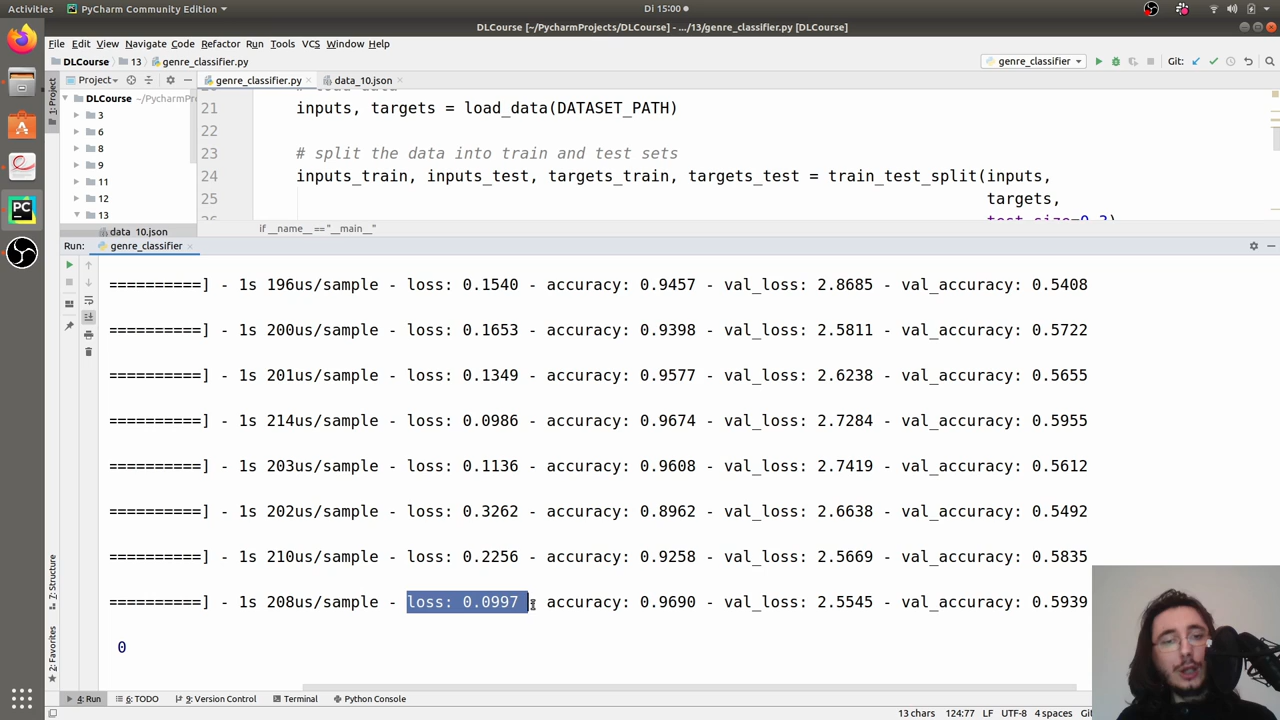 Activities
PyCharm Community Edition
Di 15:00
DLCourse [~/PycharmProjects/DLCourse] - .../13/genre_classifier.py [DLCourse]
File Edit View Navigate Code Refactor Run Tools VCS Window Help
DLCourse 13 genre_classifier.py
genre_classifier
Git:
1: Project
Project
genre_classifier.py
data_10.json
DLCourse ~/PycharmPr
3
6
8
9
11
12
13
data_10.json
21 inputs, targets = load_data(DATASET_PATH)
22
23 # split the data into train and test sets
24 inputs_train, inputs_test, targets_train, targets_test = train_test_split(inputs,
25 targets,
test_size=0.3)
if __name__ == "__main__"
Run: genre_classifier
==========] - 1s 196us/sample - loss: 0.1540 - accuracy: 0.9457 - val_loss: 2.8685 - val_accuracy: 0.5408
==========] - 1s 200us/sample - loss: 0.1653 - accuracy: 0.9398 - val_loss: 2.5811 - val_accuracy: 0.5722
==========] - 1s 201us/sample - loss: 0.1349 - accuracy: 0.9577 - val_loss: 2.6238 - val_accuracy: 0.5655
==========] - 1s 214us/sample - loss: 0.0986 - accuracy: 0.9674 - val_loss: 2.7284 - val_accuracy: 0.5955
==========] - 1s 203us/sample - loss: 0.1136 - accuracy: 0.9608 - val_loss: 2.7419 - val_accuracy: 0.5612
==========] - 1s 202us/sample - loss: 0.3262 - accuracy: 0.8962 - val_loss: 2.6638 - val_accuracy: 0.5492
==========] - 1s 210us/sample - loss: 0.2256 - accuracy: 0.9258 - val_loss: 2.5669 - val_accuracy: 0.5835
==========] - 1s 208us/sample - loss: 0.0997 - accuracy: 0.9690 - val_loss: 2.5545 - val_accuracy: 0.5939
0
7: Structure
2: Favorites
4: Run
6: TODO
9: Version Control
Terminal
Python Console
13 chars 124:77 LF UTF-8 4 spaces Git